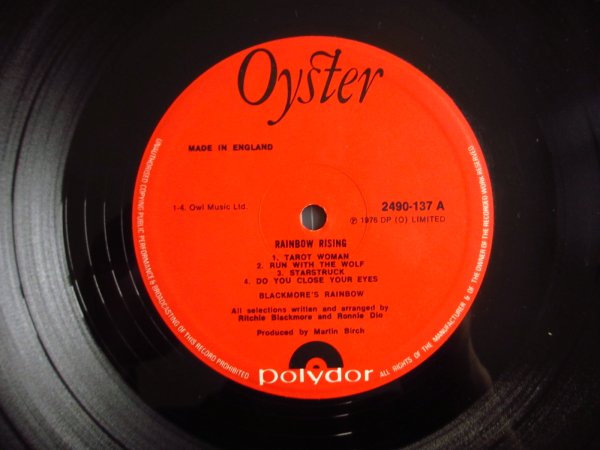 Oyster
MADE IN ENGLAND
1-4. Owl Music Ltd.
2490-137 A
℗ 1976 DP (O) LIMITED
RAINBOW RISING
1. TAROT WOMAN
2. RUN WITH THE WOLF
3. STARSTRUCK
4. DO YOU CLOSE YOUR EYES
BLACKMORE'S RAINBOW
All selections written and arranged by
Ritchie Blackmore and Ronnie Dio
Produced by Martin Birch
polydor
UNAUTHORISED COPYING PUBLIC PERFORMANCE & BROADCASTING OF THIS RECORD PROHIBITED
ALL RIGHTS OF THE MANUFACTURER & OF THE OWNER OF THE RECORDED WORK RESERVED